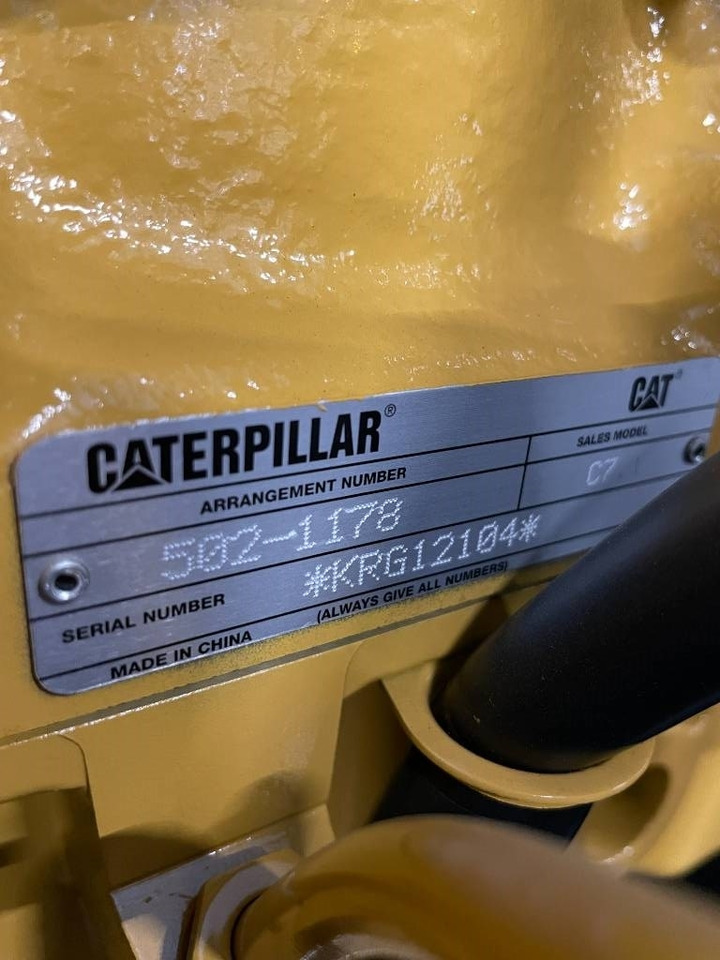 CATERPILLAR®
CAT®
ARRANGEMENT NUMBER
SALES MODEL
502-1178
C7.
SERIAL NUMBER
*KRG12104*
MADE IN CHINA
(ALWAYS GIVE ALL NUMBERS)